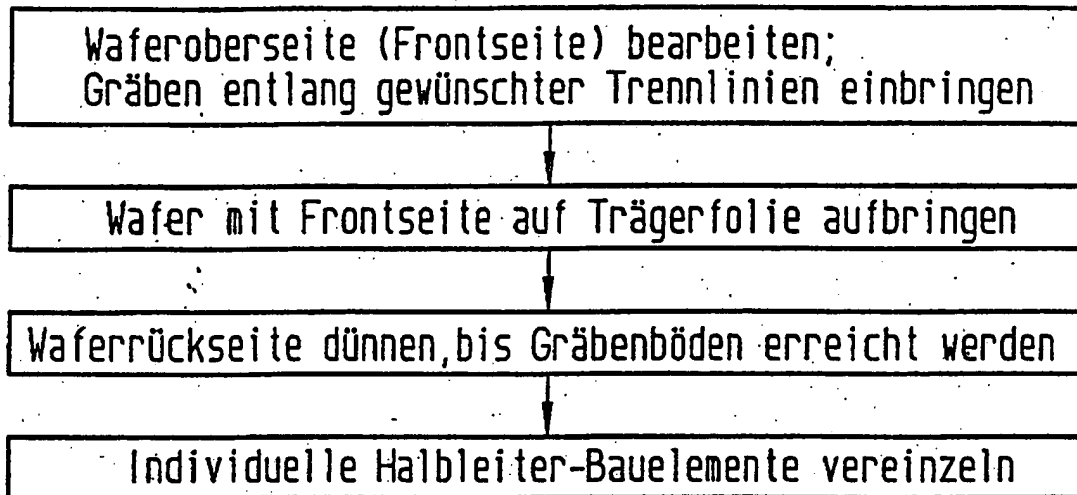 Waferoberseite (Frontseite) bearbeiten;
Gräben entlang gewünschter Trennlinien einbringen
Wafer mit Frontseite auf Trägerfolie aufbringen
Waferrückseite dünnen, bis Gräbenböden erreicht werden
Individuelle Halbleiter-Bauelemente vereinzeln